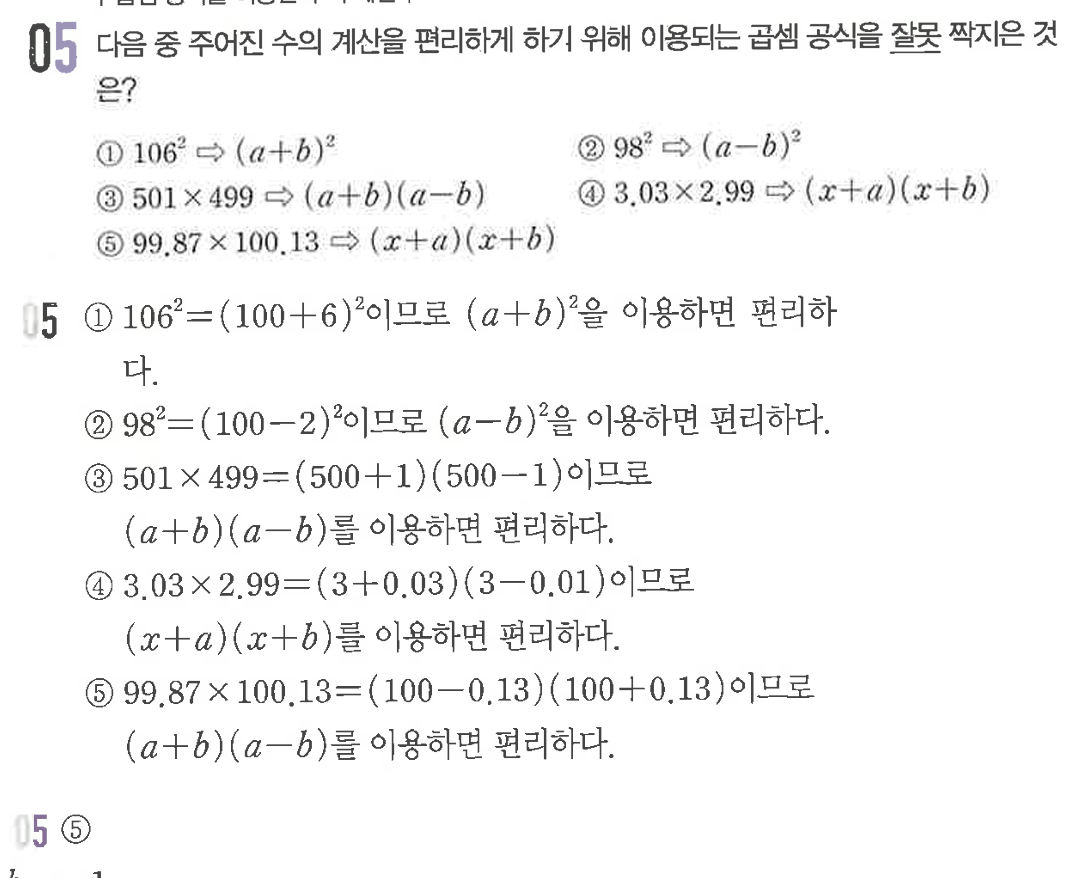 05 다음 중 주어진 수의 계산을 편리하게 하기 위해 이용되는 곱셈 공식을 잘못 짝지은 것
은?
① 106² ⇨ (a+b)² ② 98² ⇨ (a−b)²
③ 501×499 ⇨ (a+b)(a−b) ④ 3.03×2.99 ⇨ (x+a)(x+b)
⑤ 99.87×100.13 ⇨ (x+a)(x+b)
05 ① 106²=(100+6)²이므로 (a+b)²을 이용하면 편리하
다.
② 98²=(100−2)²이므로 (a−b)²을 이용하면 편리하다.
③ 501×499=(500+1)(500−1)이므로
(a+b)(a−b)를 이용하면 편리하다.
④ 3.03×2.99=(3+0.03)(3−0.01)이므로
(x+a)(x+b)를 이용하면 편리하다.
⑤ 99.87×100.13=(100−0.13)(100+0.13)이므로
(a+b)(a−b)를 이용하면 편리하다.
05 ⑤